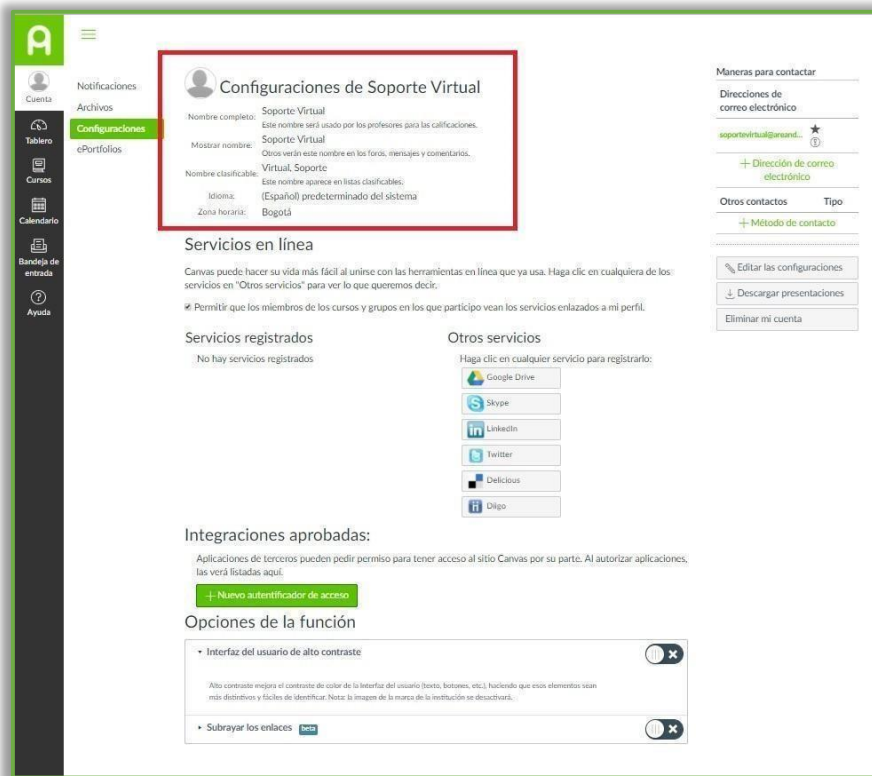 Cuenta
Tablero
Cursos
Calendario
Bandeja de
entrada
Ayuda
Notificaciones
Archivos
Configuraciones
ePortfolios
Configuraciones de Soporte Virtual
Nombre completo: Soporte Virtual
Este nombre será usado por los profesores para las calificaciones.
Mostrar nombre: Soporte Virtual
Otros verán este nombre en los foros, mensajes y comentarios.
Nombre clasificable: Virtual, Soporte
Este nombre aparece en listas clasificables.
Idioma: (Español) predeterminado del sistema
Zona horaria: Bogotá
Servicios en línea
Canvas puede hacer su vida más fácil al unirse con las herramientas en línea que ya usa. Haga clic en cualquiera de los
servicios en "Otros servicios" para ver lo que queremos decir.
Permitir que los miembros de los cursos y grupos en los que participo vean los servicios enlazados a mi perfil.
Servicios registrados
No hay servicios registrados
Otros servicios
Haga clic en cualquier servicio para registrarlo:
Google Drive
Skype
LinkedIn
Twitter
Delicious
Diigo
Integraciones aprobadas:
Aplicaciones de terceros pueden pedir permiso para tener acceso al sitio Canvas por su parte. Al autorizar aplicaciones,
las verá listadas aquí.
+ Nuevo autentificador de acceso
Opciones de la función
Interfaz del usuario de alto contraste
Alto contraste mejora el contraste de color de la Interfaz del usuario (texto, botones, etc.), haciendo que esos elementos sean
más distintivos y fáciles de identificar. Nota: la imagen de la marca de la institución se desactivará.
Subrayar los enlaces beta
Maneras para contactar
Direcciones de
correo electrónico
soportevirtual@areand...
+ Dirección de correo
electrónico
Otros contactos Tipo
+ Método de contacto
Editar las configuraciones
Descargar presentaciones
Eliminar mi cuenta